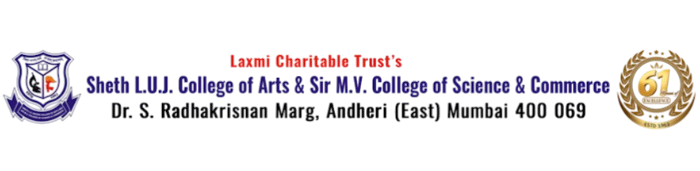 Laxmi Charitable Trust's
Sheth L.U.J. College of Arts & Sir M.V. College of Science & Commerce
Dr. S. Radhakrisnan Marg, Andheri (East) Mumbai 400 069
61
EXCELLENCE